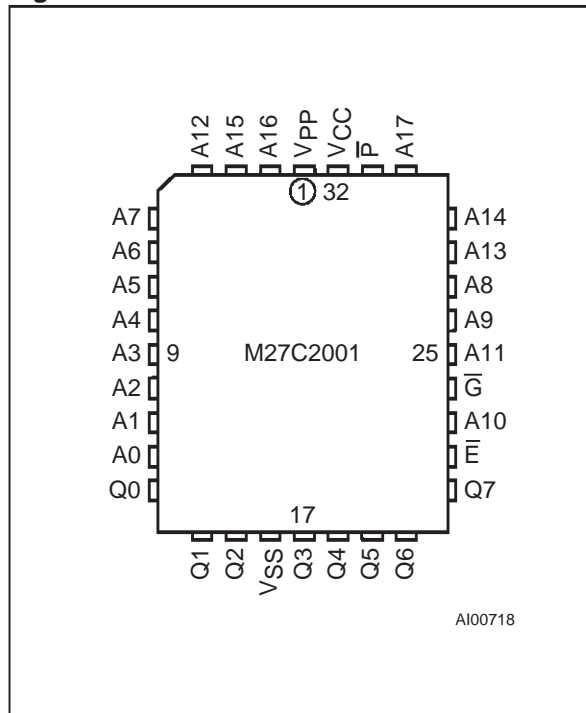 A12 A15 A16 VPP VCC P̅ A17
1 32
A7 A14
A6 A13
A5 A8
A4 A9
A3 9 M27C2001 25 A11
A2 G̅
A1 A10
A0 E̅
Q0 Q7
17
Q1 Q2 VSS Q3 Q4 Q5 Q6
AI00718